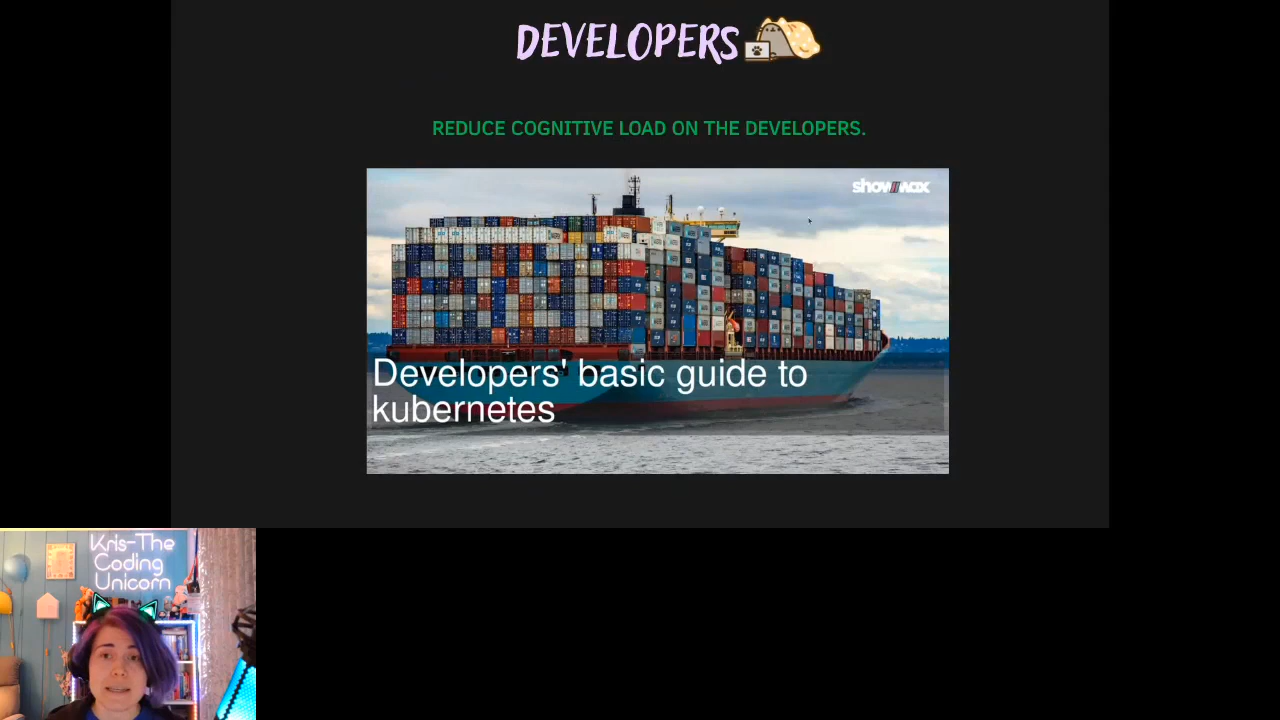 DEVELOPERS
REDUCE COGNITIVE LOAD ON THE DEVELOPERS.
showmax
Developers' basic guide to
kubernetes
Kris-The
Coding
Unicorn